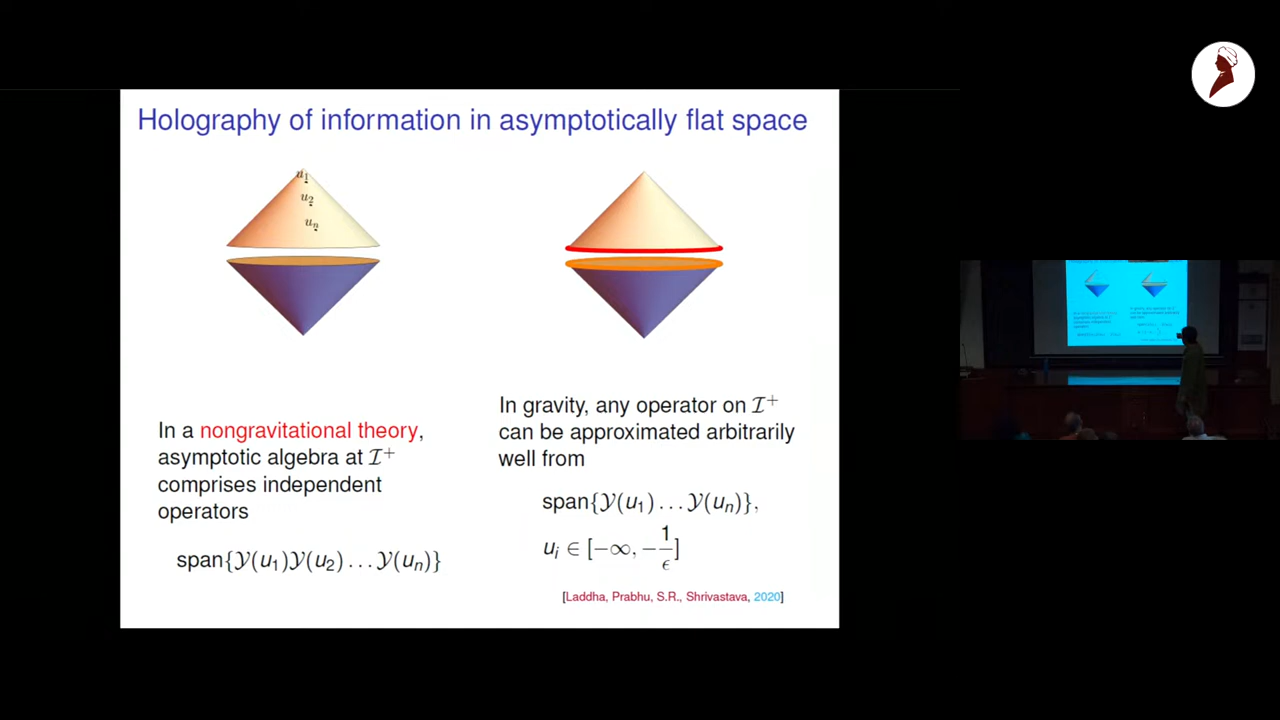 Holography of information in asymptotically flat space
u₁
u₂
uₙ
In a nongravitational theory,
asymptotic algebra at 𝓘⁺
comprises independent
operators
span{𝒴(u₁)𝒴(u₂)...𝒴(uₙ)}
In gravity, any operator on 𝓘⁺
can be approximated arbitrarily
well from
span{𝒴(u₁)...𝒴(uₙ)},
uᵢ ∈ [−∞, −1/ϵ]
[Laddha, Prabhu, S.R., Shrivastava, 2020]